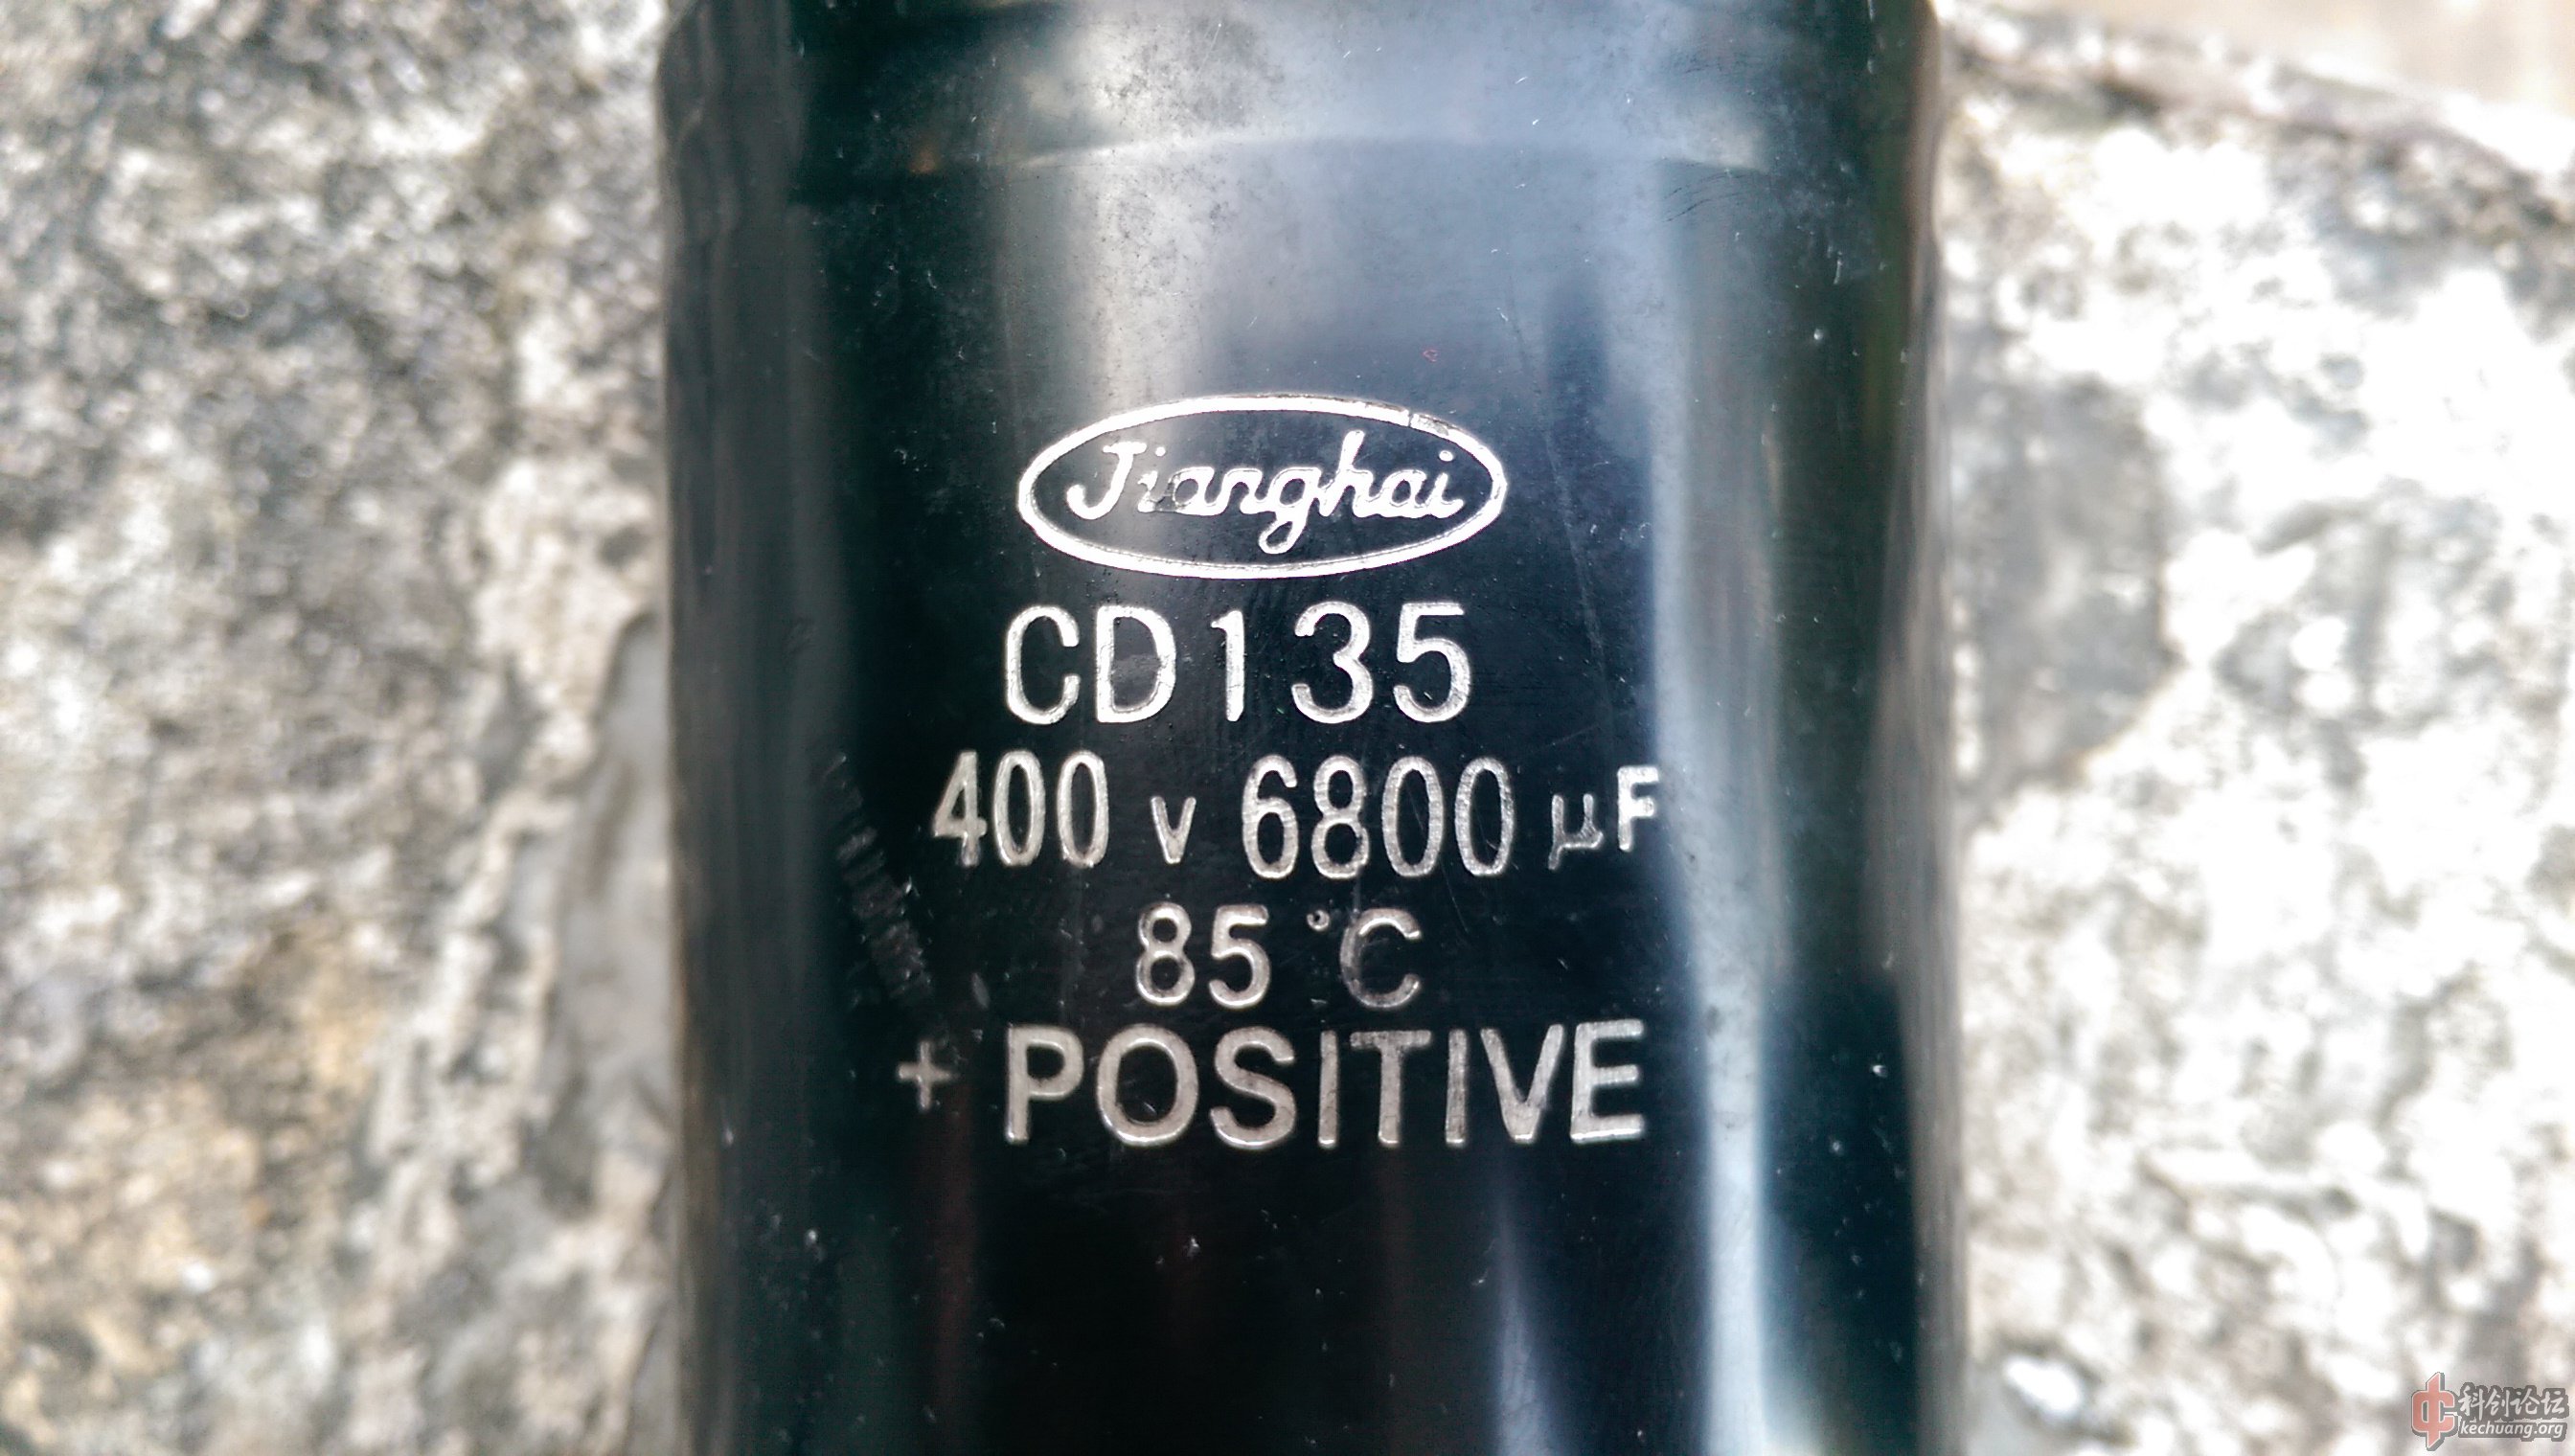 Jianghai
CD135
400 v 6800 μF
85 °C
+ POSITIVE
科创论坛
kechuang.org